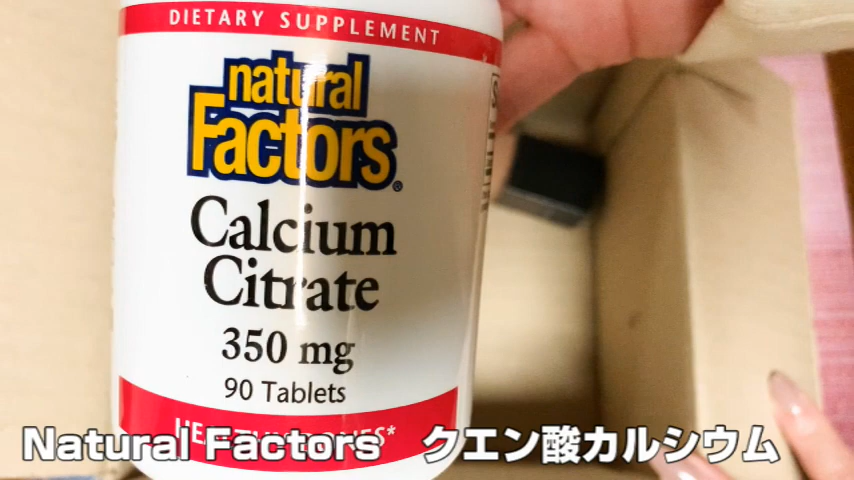 DIETARY SUPPLEMENT
natural
Factors®
Calcium
Citrate
350 mg
90 Tablets
Natural Factors クエン酸カルシウム